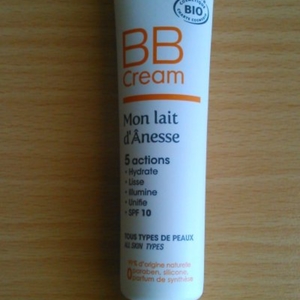 BIO
BB
Cream
Mon lait
d'Ânesse
5 actions
• Hydrate
• Lisse
• Illumine
• Unifie
• SPF 10
TOUS TYPES DE PEAUX
ALL SKIN TYPES
% d'origine naturelle
0 paraben, silicone,
parfum de synthèse